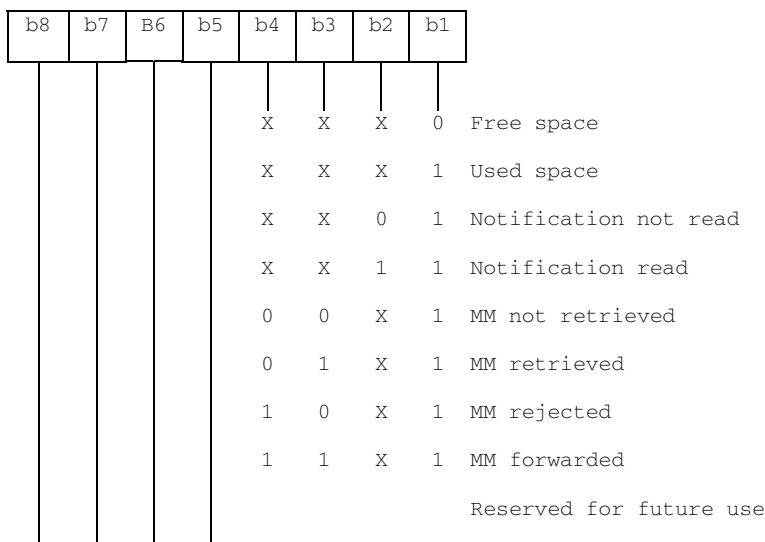 b8 b7 B6 b5 b4 b3 b2 b1
X X X 0 Free space
X X X 1 Used space
X X 0 1 Notification not read
X X 1 1 Notification read
0 0 X 1 MM not retrieved
0 1 X 1 MM retrieved
1 0 X 1 MM rejected
1 1 X 1 MM forwarded
Reserved for future use